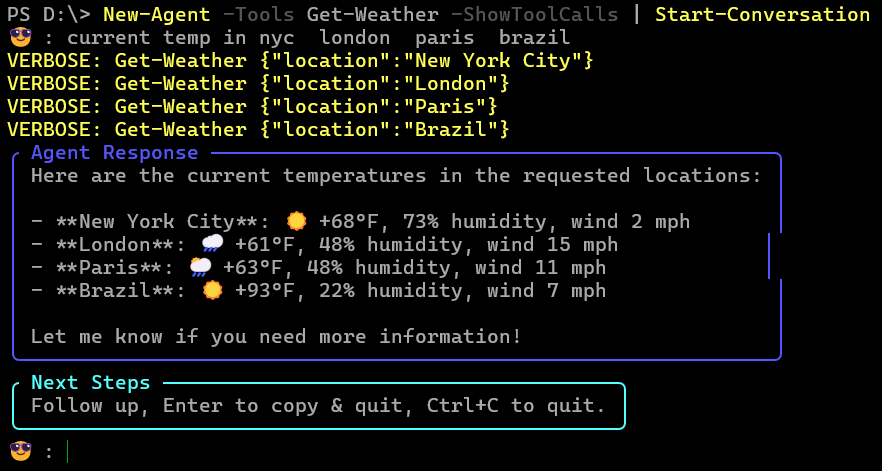 PS D:\> New-Agent -Tools Get-Weather -ShowToolCalls | Start-Conversation
😎 : current temp in nyc  london  paris  brazil
VERBOSE: Get-Weather {"location":"New York City"}
VERBOSE: Get-Weather {"location":"London"}
VERBOSE: Get-Weather {"location":"Paris"}
VERBOSE: Get-Weather {"location":"Brazil"}
Agent Response
Here are the current temperatures in the requested locations:
- **New York City**: ☀️ +68°F, 73% humidity, wind 2 mph
- **London**: 🌧️ +61°F, 48% humidity, wind 15 mph
- **Paris**: 🌦️ +63°F, 48% humidity, wind 11 mph
- **Brazil**: ☀️ +93°F, 22% humidity, wind 7 mph
Let me know if you need more information!
Next Steps
Follow up, Enter to copy & quit, Ctrl+C to quit.
😎 :